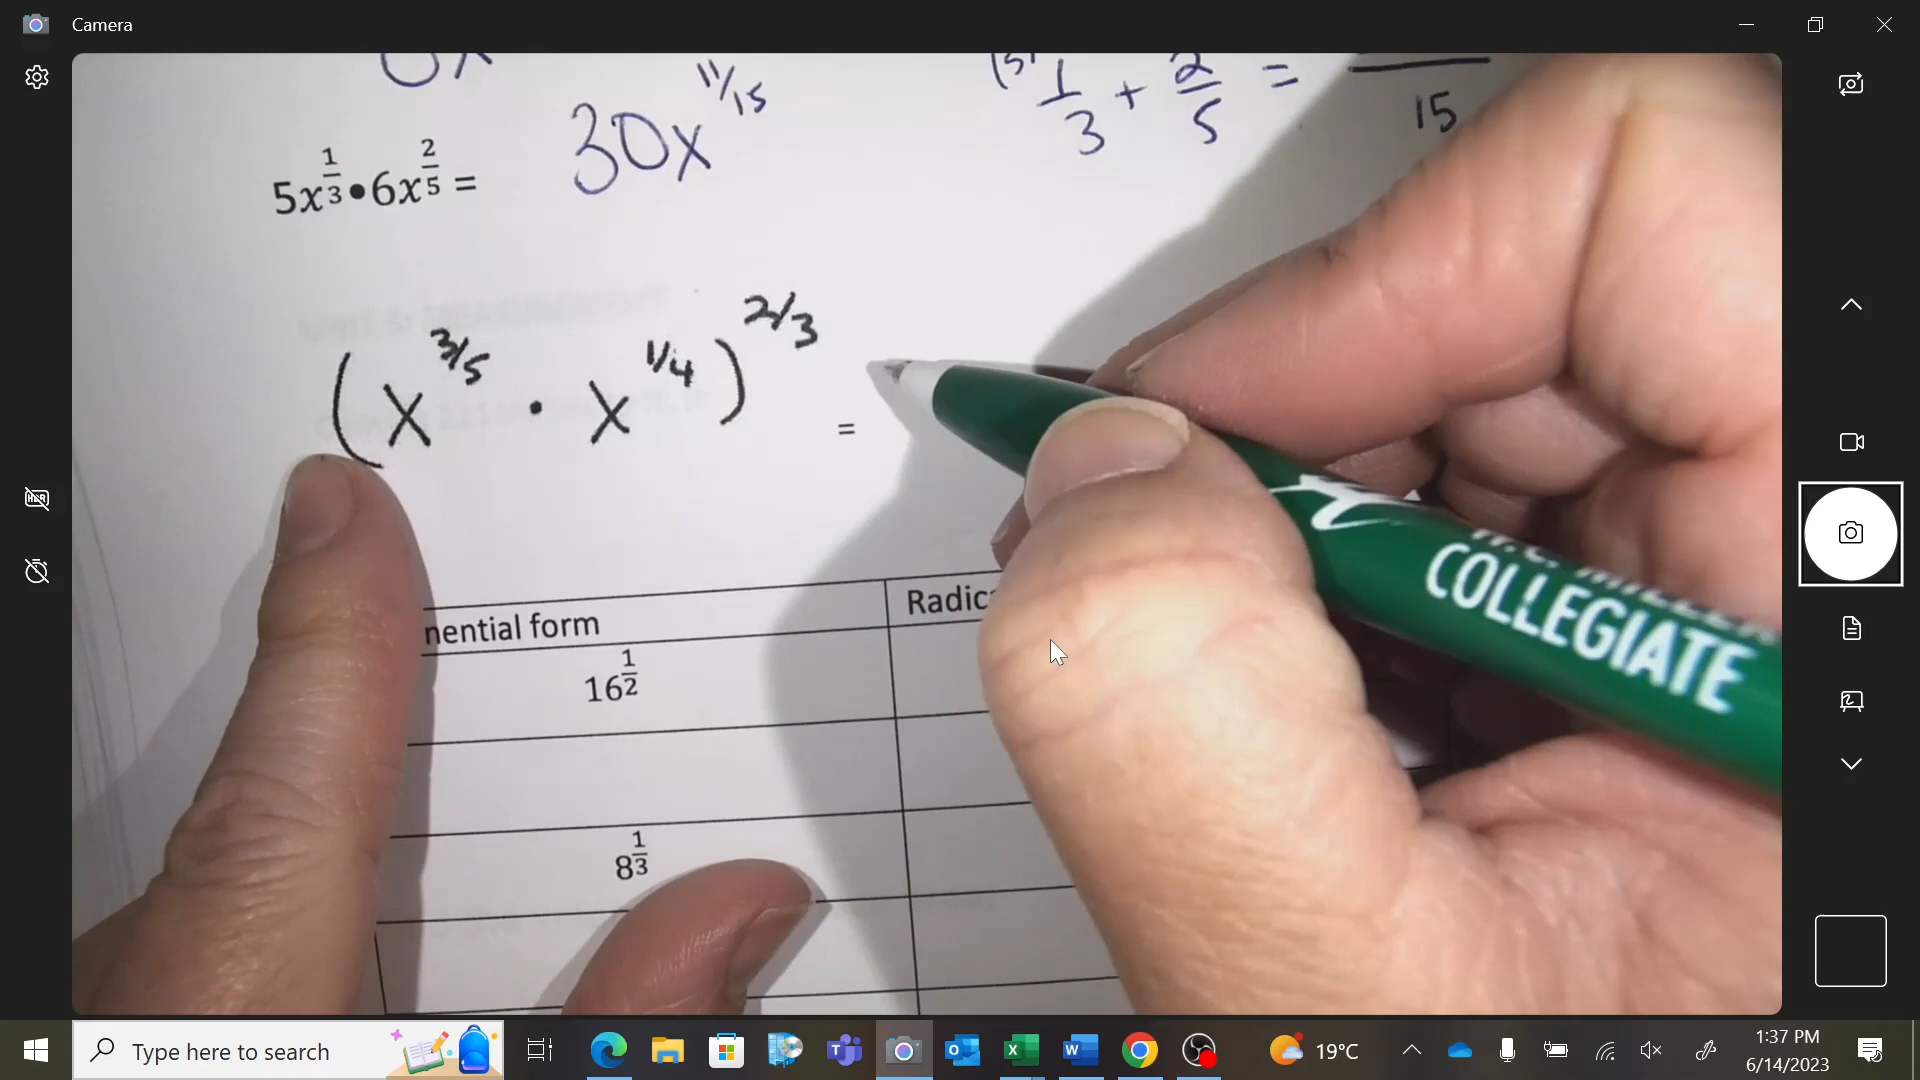 Camera
11/15
1/3 + 2/5 =
15
5x^(1/3) • 6x^(2/5) = 30x
(x^(3/5) · x^(1/4))^(2/3) =
nential form
16^(1/2)
8^(1/3)
COLLEGIATE
Type here to search
19°C
1:37 PM
6/14/2023